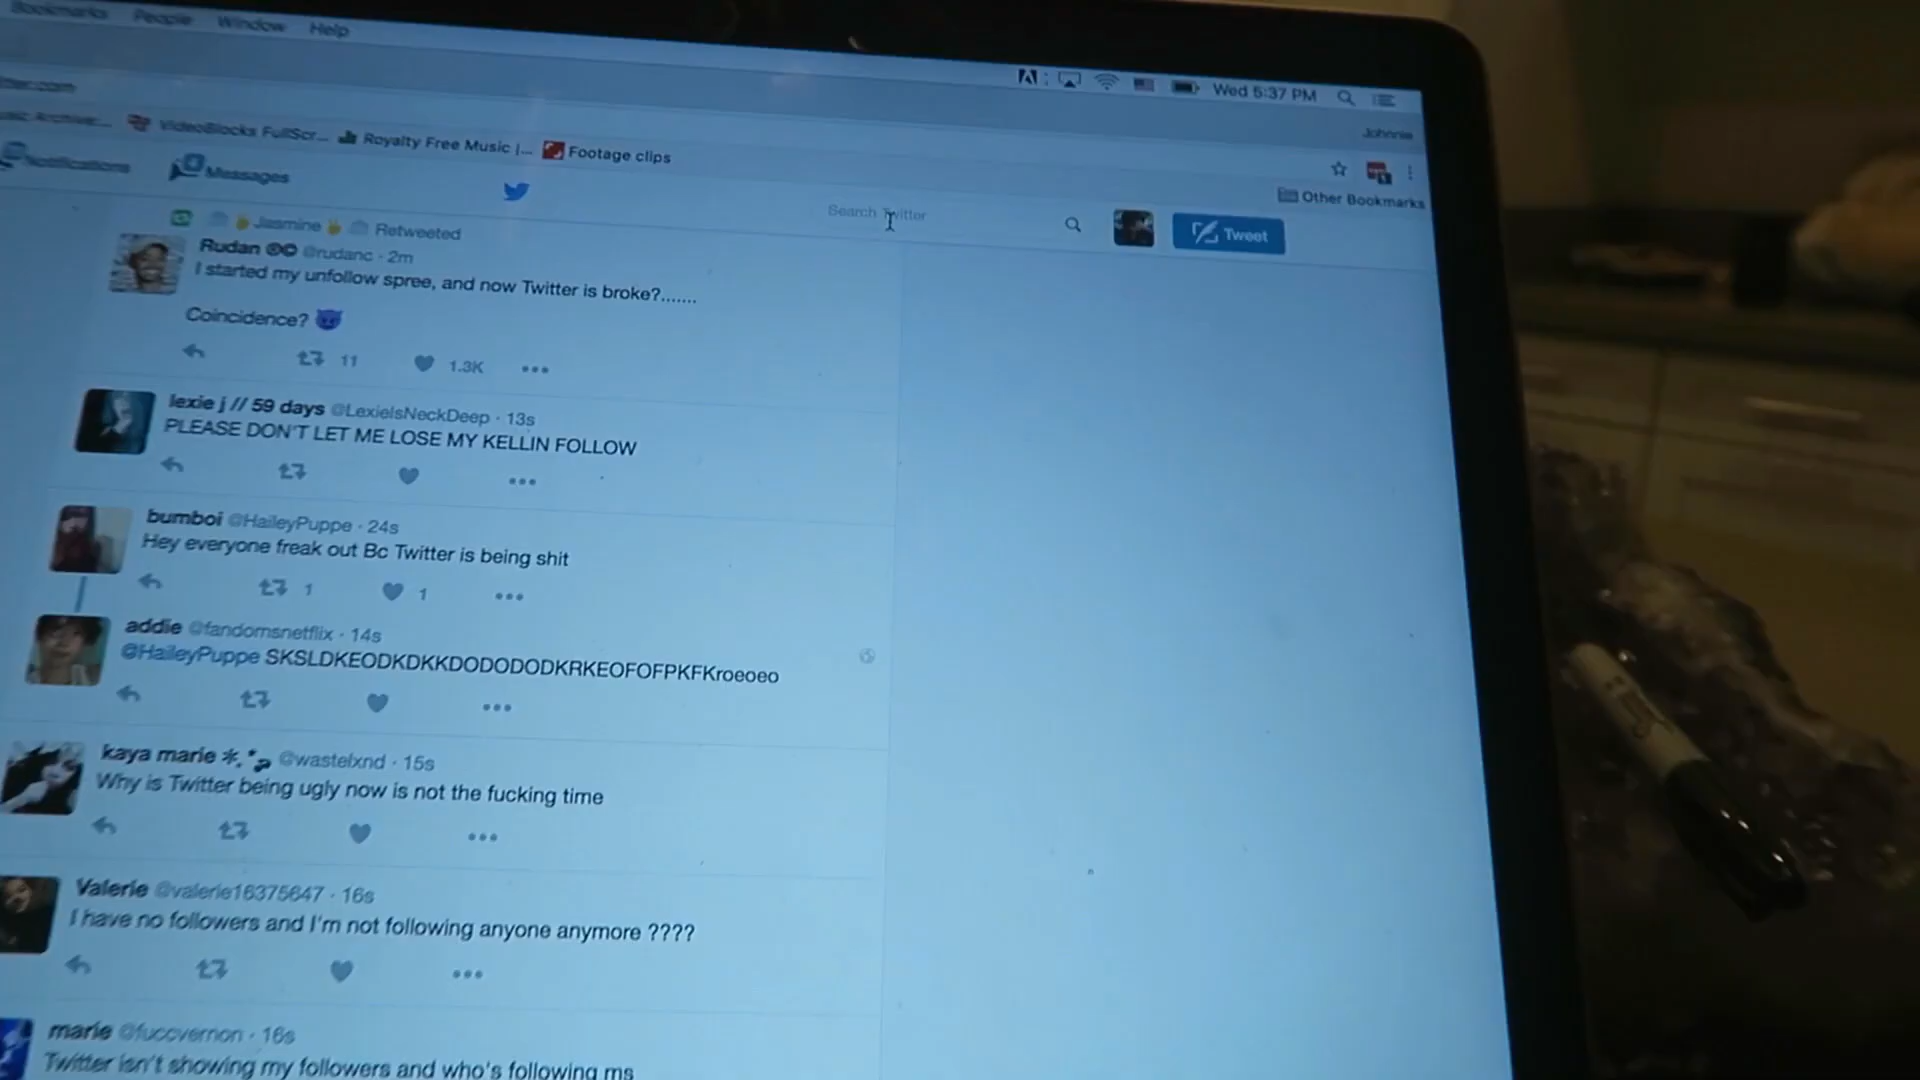 Bookmarks People Window Help
Wed 5:37 PM
Johnnie
VideoBlocks FullScr... Royalty Free Music |... Footage clips
Other Bookmarks
Notifications Messages
Search Twitter
Tweet
Jasmine Retweeted
Rudan @rudanc · 2m
I started my unfollow spree, and now Twitter is broke?.......
Coincidence? 😈
11 1.3K
lexie j // 59 days @LexieIsNeckDeep · 13s
PLEASE DON'T LET ME LOSE MY KELLIN FOLLOW
bumboi @HaileyPuppe · 24s
Hey everyone freak out Bc Twitter is being shit
1 1
addie @fandomsnetflix · 14s
@HaileyPuppe SKSLDKEODKDKKDODODODKRKEOFOFPKFKroeoeo
kaya marie @wastelxnd · 15s
Why is Twitter being ugly now is not the fucking time
Valerie @valerie16375647 · 16s
I have no followers and I'm not following anyone anymore ????
marie @fuccvernon · 16s
Twitter isn't showing my followers and who's following ms